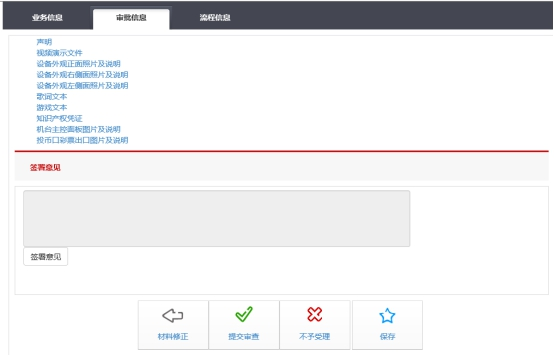 业务信息 审批信息 流程信息
声明
视频演示文件
设备外观正面照片及说明
设备外观右侧面照片及说明
设备外观左侧面照片及说明
歌词文本
游戏文本
知识产权凭证
机台主控面板图片及说明
投币口彩票出口图片及说明
签署意见
签署意见
材料修正 提交审查 不予受理 保存